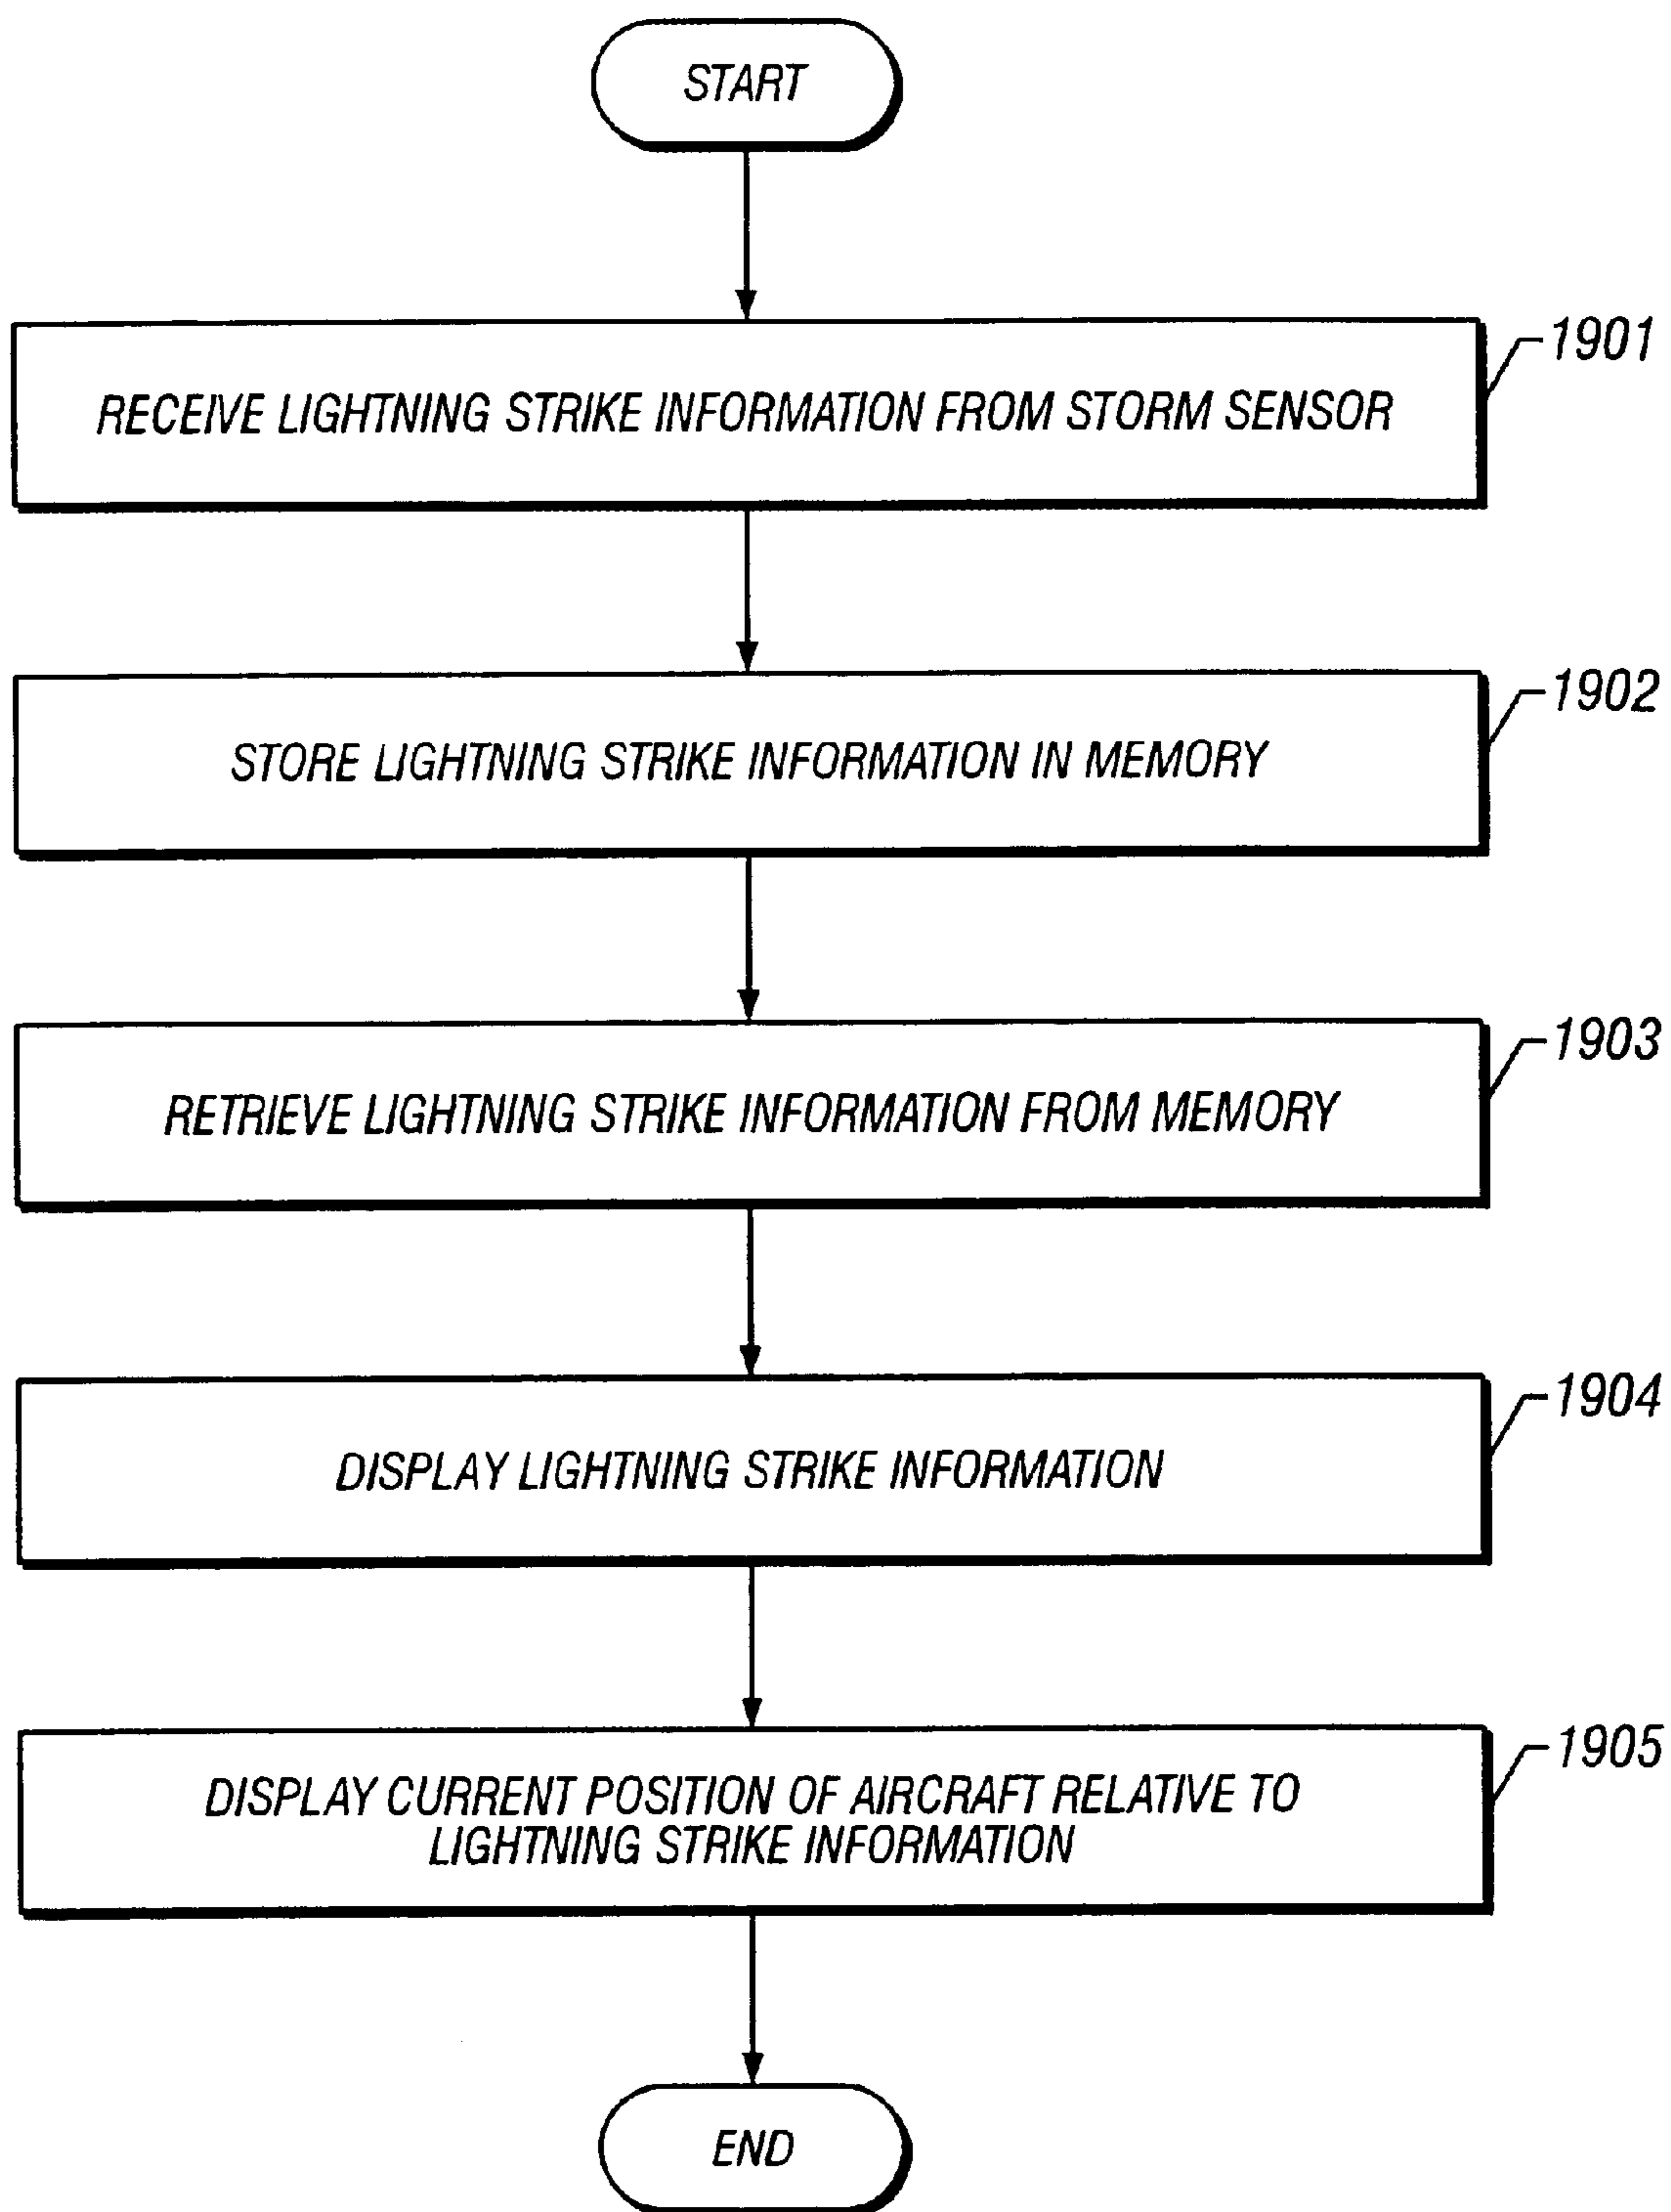 START
RECEIVE LIGHTNING STRIKE INFORMATION FROM STORM SENSOR
1901
STORE LIGHTNING STRIKE INFORMATION IN MEMORY
1902
RETRIEVE LIGHTNING STRIKE INFORMATION FROM MEMORY
1903
DISPLAY LIGHTNING STRIKE INFORMATION
1904
DISPLAY CURRENT POSITION OF AIRCRAFT RELATIVE TO
LIGHTNING STRIKE INFORMATION
1905
END